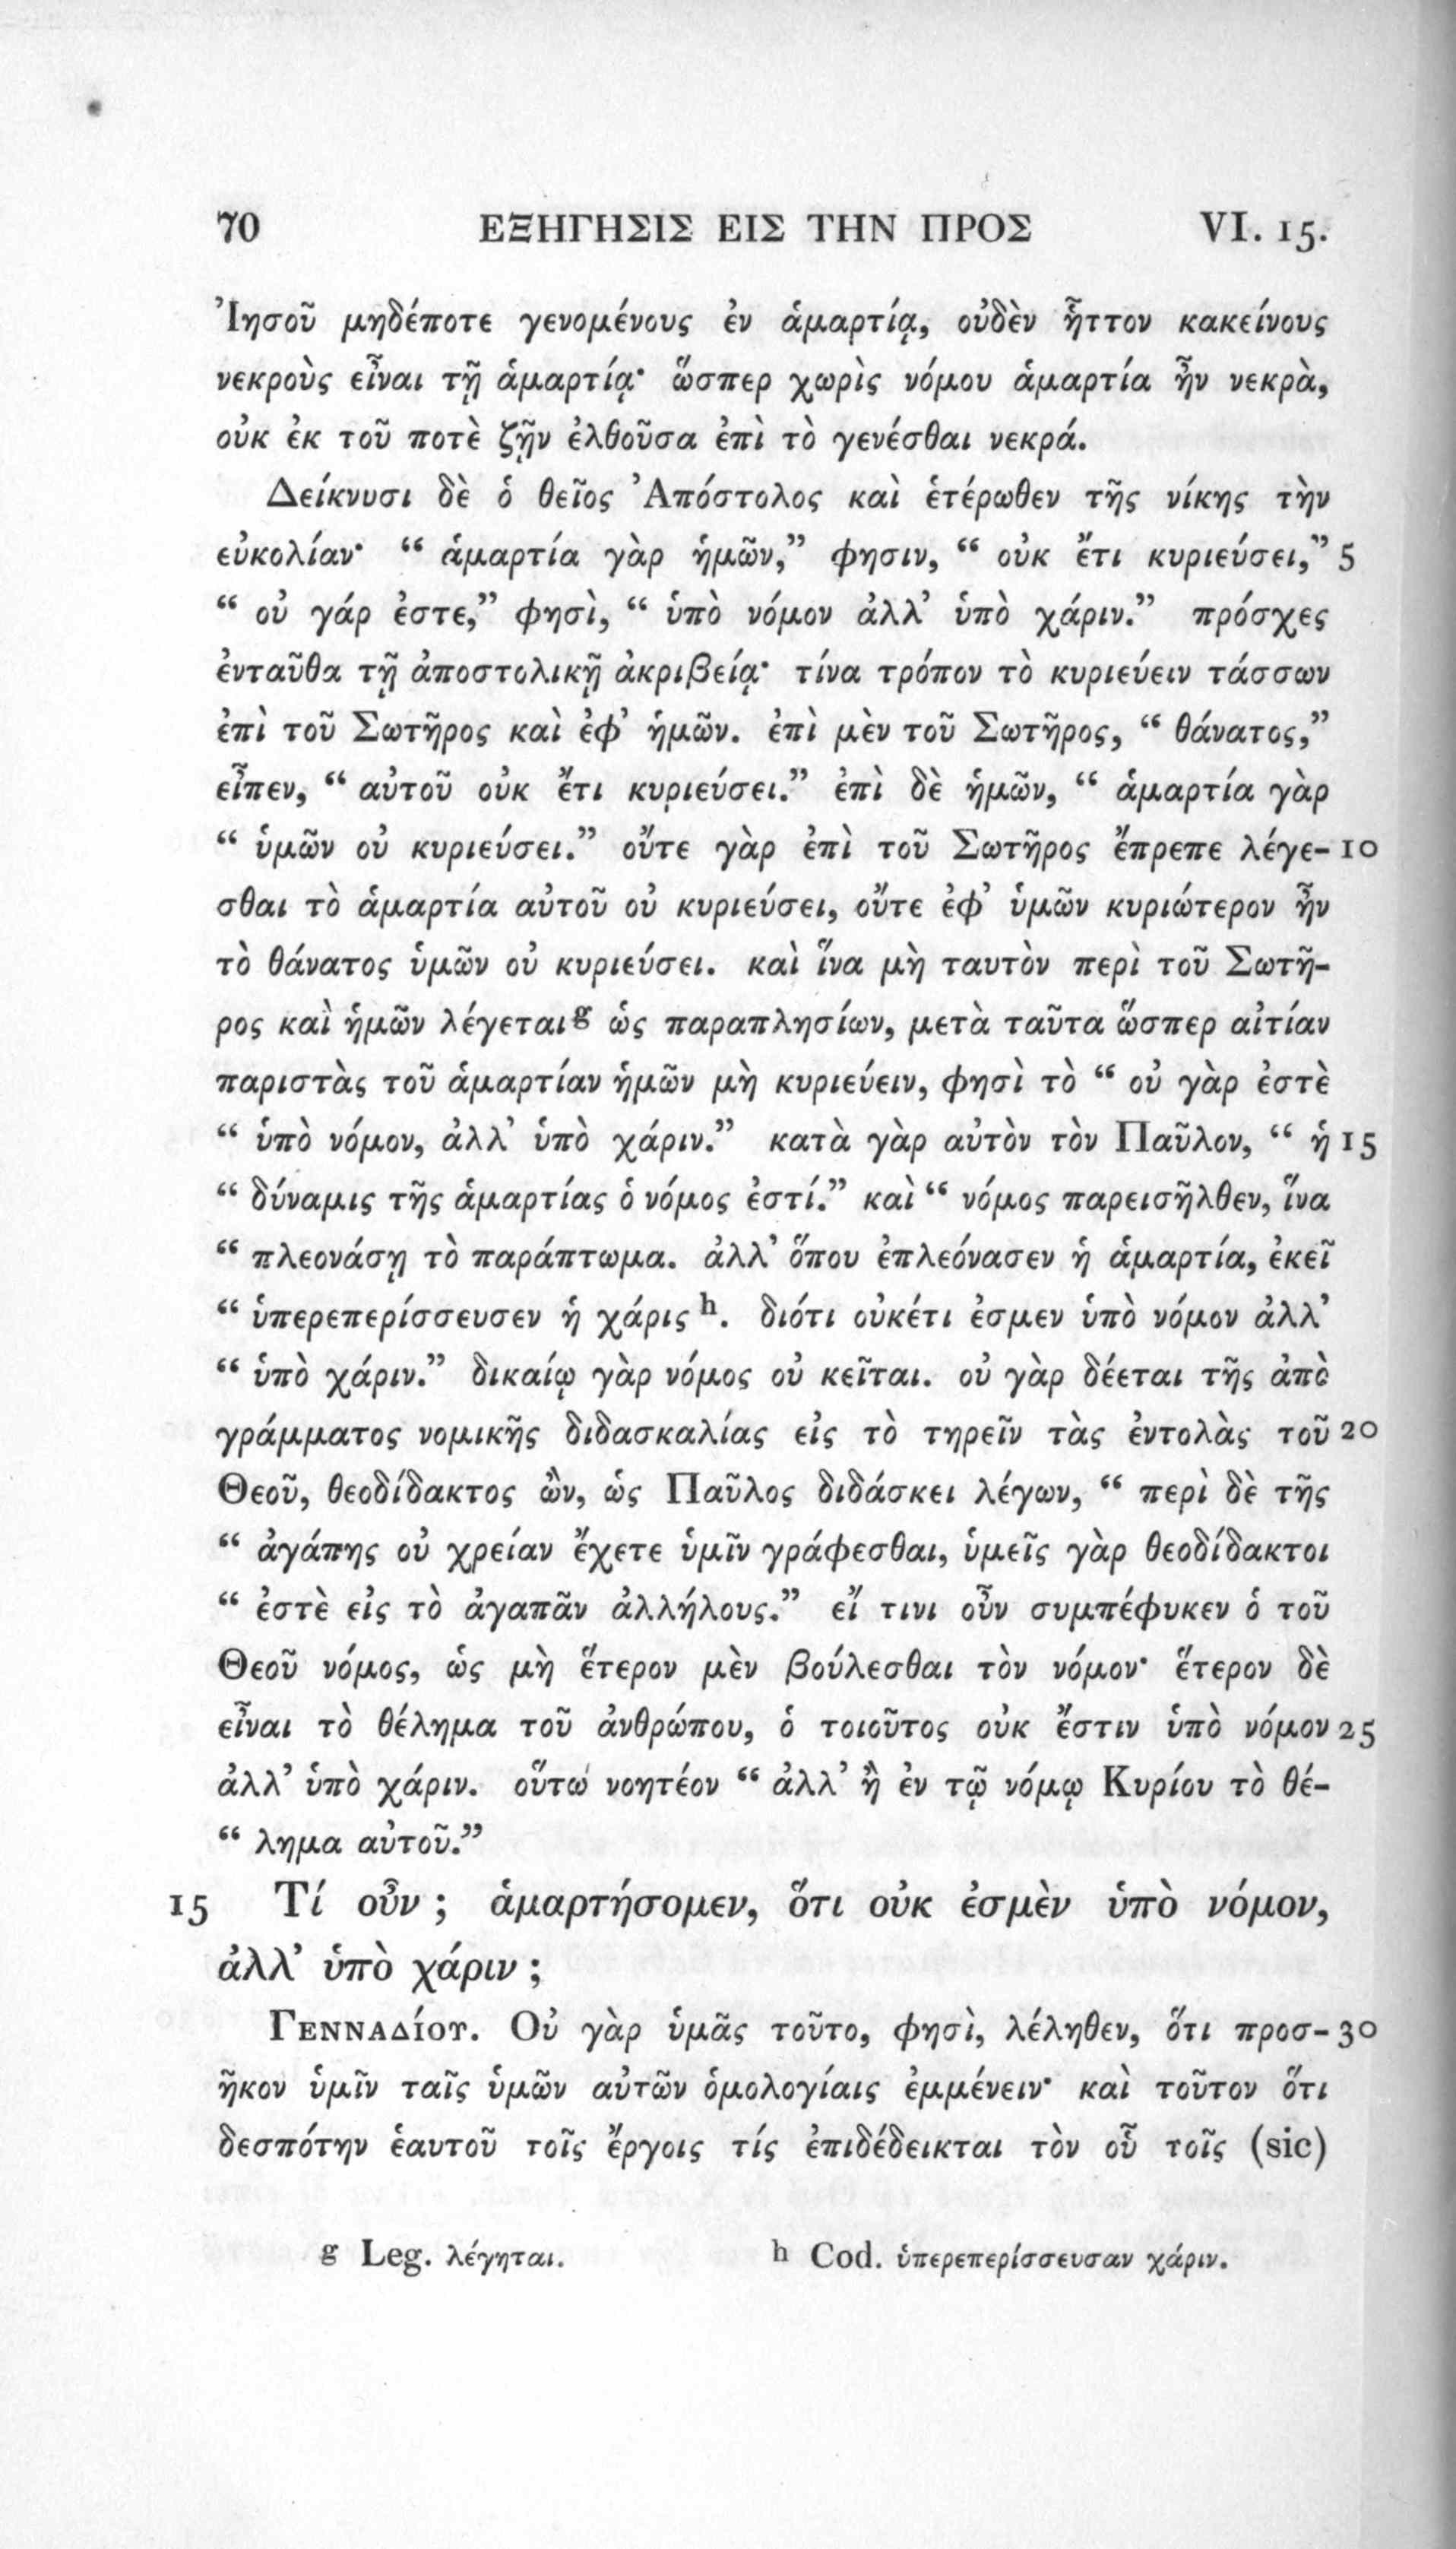 70 ΕΞΗΓΗΣΙΣ ΕΙΣ ΤΗΝ ΠΡΟΣ VI. 15.
Ἰησοῦ μηδέποτε γενομένους ἐν ἁμαρτίᾳ, οὐδὲν ἧττον κακείνους
νεκροὺς εἶναι τῇ ἁμαρτίᾳ· ὥσπερ χωρὶς νόμου ἁμαρτία ἦν νεκρὰ,
οὐκ ἐκ τοῦ ποτὲ ζῇν ἐλθοῦσα ἐπὶ τὸ γενέσθαι νεκρά.
Δείκνυσι δὲ ὁ θεῖος Ἀπόστολος καὶ ἑτέρωθεν τῆς νίκης τὴν
εὐκολίαν· “ ἁμαρτία γὰρ ἡμῶν,” φησιν, “ οὐκ ἔτι κυριεύσει,” 5
“ οὐ γάρ ἐστε,” φησὶ, “ ὑπὸ νόμον ἀλλ’ ὑπὸ χάριν.” πρόσχες
ἐνταῦθα τῇ ἀποστολικῇ ἀκριβείᾳ· τίνα τρόπον τὸ κυριεύειν τάσσων
ἐπὶ τοῦ Σωτῆρος καὶ ἐφ’ ἡμῶν. ἐπὶ μὲν τοῦ Σωτῆρος, “ θάνατος,”
εἶπεν, “ αὐτοῦ οὐκ ἔτι κυριεύσει.” ἐπὶ δὲ ἡμῶν, “ ἁμαρτία γὰρ
“ ὑμῶν οὐ κυριεύσει.” οὔτε γὰρ ἐπὶ τοῦ Σωτῆρος ἔπρεπε λέγε- 10
σθαι τὸ ἁμαρτία αὐτοῦ οὐ κυριεύσει, οὔτε ἐφ’ ὑμῶν κυριώτερον ἦν
τὸ θάνατος ὑμῶν οὐ κυριεύσει. καὶ ἵνα μὴ ταυτὸν περὶ τοῦ Σωτῆ-
ρος καὶ ἡμῶν λέγεται g ὡς παραπλησίων, μετὰ ταῦτα ὥσπερ αἰτίαν
παριστὰς τοῦ ἁμαρτίαν ἡμῶν μὴ κυριεύειν, φησὶ τὸ “ οὐ γὰρ ἐστὲ
“ ὑπὸ νόμον, ἀλλ’ ὑπὸ χάριν.” κατὰ γὰρ αὐτὸν τὸν Παῦλον, “ ἡ 15
“ δύναμις τῆς ἁμαρτίας ὁ νόμος ἐστί.” καὶ “ νόμος παρεισῆλθεν, ἵνα
“ πλεονάσῃ τὸ παράπτωμα. ἀλλ’ ὅπου ἐπλεόνασεν ἡ ἁμαρτία, ἐκεῖ
“ ὑπερεπερίσσευσεν ἡ χάρις h. διότι οὐκέτι ἐσμεν ὑπὸ νόμον ἀλλ’
“ ὑπὸ χάριν.” δικαίῳ γὰρ νόμος οὐ κεῖται. οὐ γὰρ δέεται τῆς ἀπὸ
γράμματος νομικῆς διδασκαλίας εἰς τὸ τηρεῖν τὰς ἐντολὰς τοῦ 20
Θεοῦ, θεοδίδακτος ὢν, ὡς Παῦλος διδάσκει λέγων, “ περὶ δὲ τῆς
“ ἀγάπης οὐ χρείαν ἔχετε ὑμῖν γράφεσθαι, ὑμεῖς γὰρ θεοδίδακτοι
“ ἐστὲ εἰς τὸ ἀγαπᾶν ἀλλήλους.” εἴ τινι οὖν συμπέφυκεν ὁ τοῦ
Θεοῦ νόμος, ὡς μὴ ἕτερον μὲν βούλεσθαι τὸν νόμον· ἕτερον δὲ
εἶναι τὸ θέλημα τοῦ ἀνθρώπου, ὁ τοιοῦτος οὐκ ἔστιν ὑπὸ νόμον 25
ἀλλ’ ὑπὸ χάριν. οὕτω νοητέον “ ἀλλ’ ἢ ἐν τῷ νόμῳ Κυρίου τὸ θέ-
“ λημα αὐτοῦ.”
15 Τί οὖν ; ἁμαρτήσομεν, ὅτι οὐκ ἐσμὲν ὑπὸ νόμον,
ἀλλ’ ὑπὸ χάριν ;
ΓΕΝΝΑΔΊΟΥ. Οὐ γὰρ ὑμᾶς τοῦτο, φησὶ, λέληθεν, ὅτι προσ- 30
ῆκον ὑμῖν ταῖς ὑμῶν αὐτῶν ὁμολογίαις ἐμμένειν· καὶ τοῦτον ὅτι
δεσπότην ἑαυτοῦ τοῖς ἔργοις τίς ἐπιδέδεικται τὸν οὗ τοῖς (sic)
g Leg. λέγηται. h Cod. ὑπερεπερίσσευσαν χάριν.